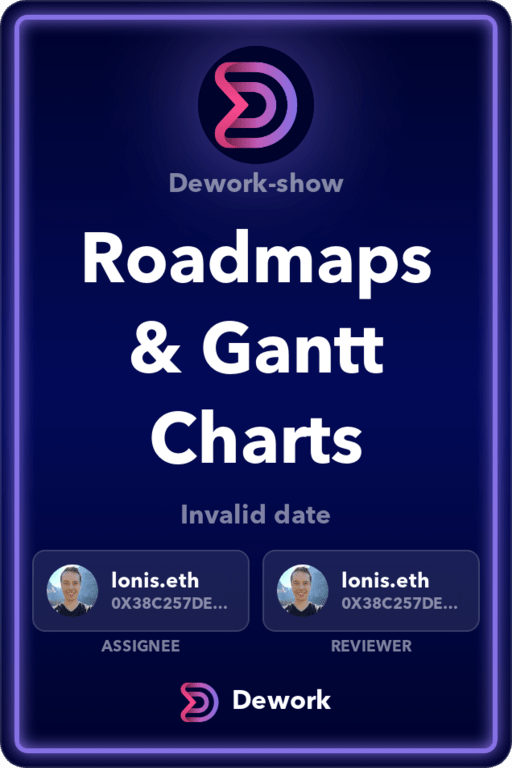 Dework-show
Roadmaps
& Gantt
Charts
Invalid date
lonis.eth
0X38C257DE...
lonis.eth
0X38C257DE...
ASSIGNEE
REVIEWER
Dework